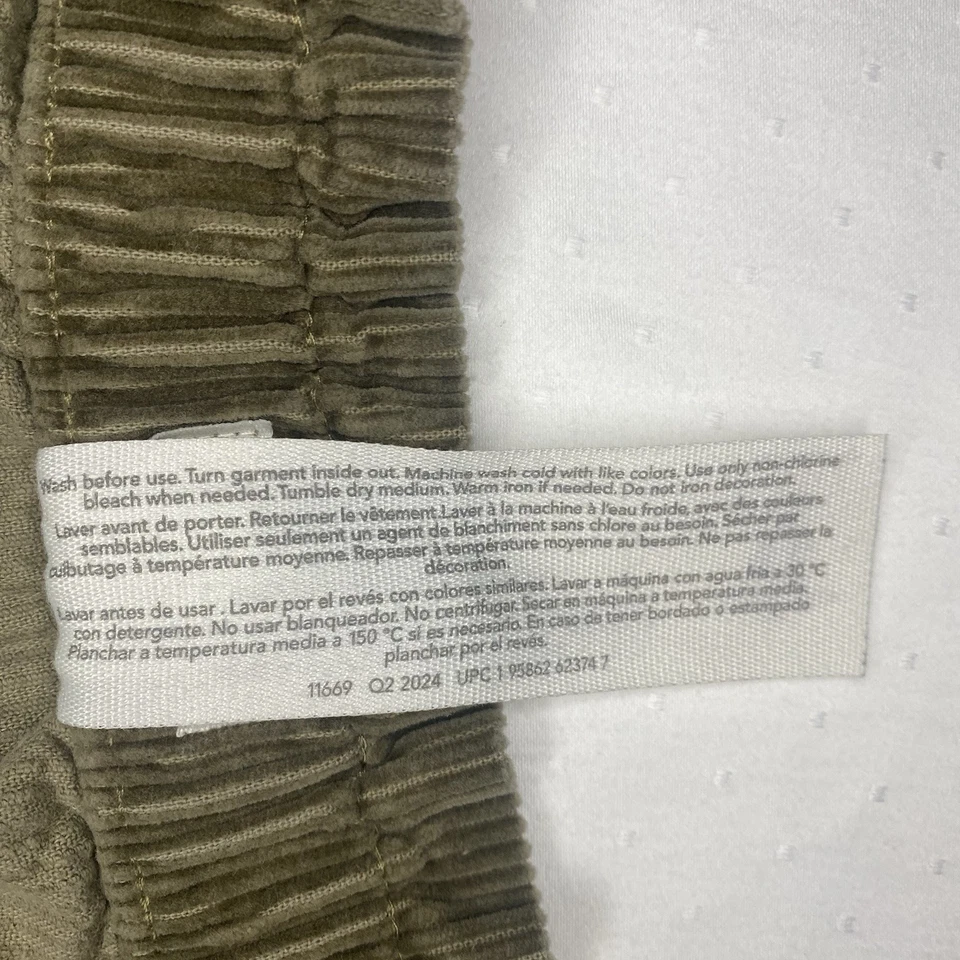 Wash before use. Turn garment inside out. Machine wash cold with like colors. Use only non-chlorine
bleach when needed. Tumble dry medium. Warm iron if needed. Do not iron decoration.
Laver avant de porter. Retourner le vêtement Laver à la machine à l'eau froide, avec des couleurs
semblables. Utiliser seulement un agent de blanchiment sans chlore au besoin. Sécher par
culbutage à température moyenne. Repasser à température moyenne au besoin. Ne pas repasser la
décoration.
Lavar antes de usar . Lavar por el revés con colores similares. Lavar a máquina con agua fría a 30 °C
con detergente. No usar blanqueador. No centrifugar. Secar en máquina a temperatura media.
Planchar a temperatura media a 150 °C si es necesario. En caso de tener bordado o estampado
planchar por el revés.
11669 Q2 2024 UPC 1 95862 62374 7